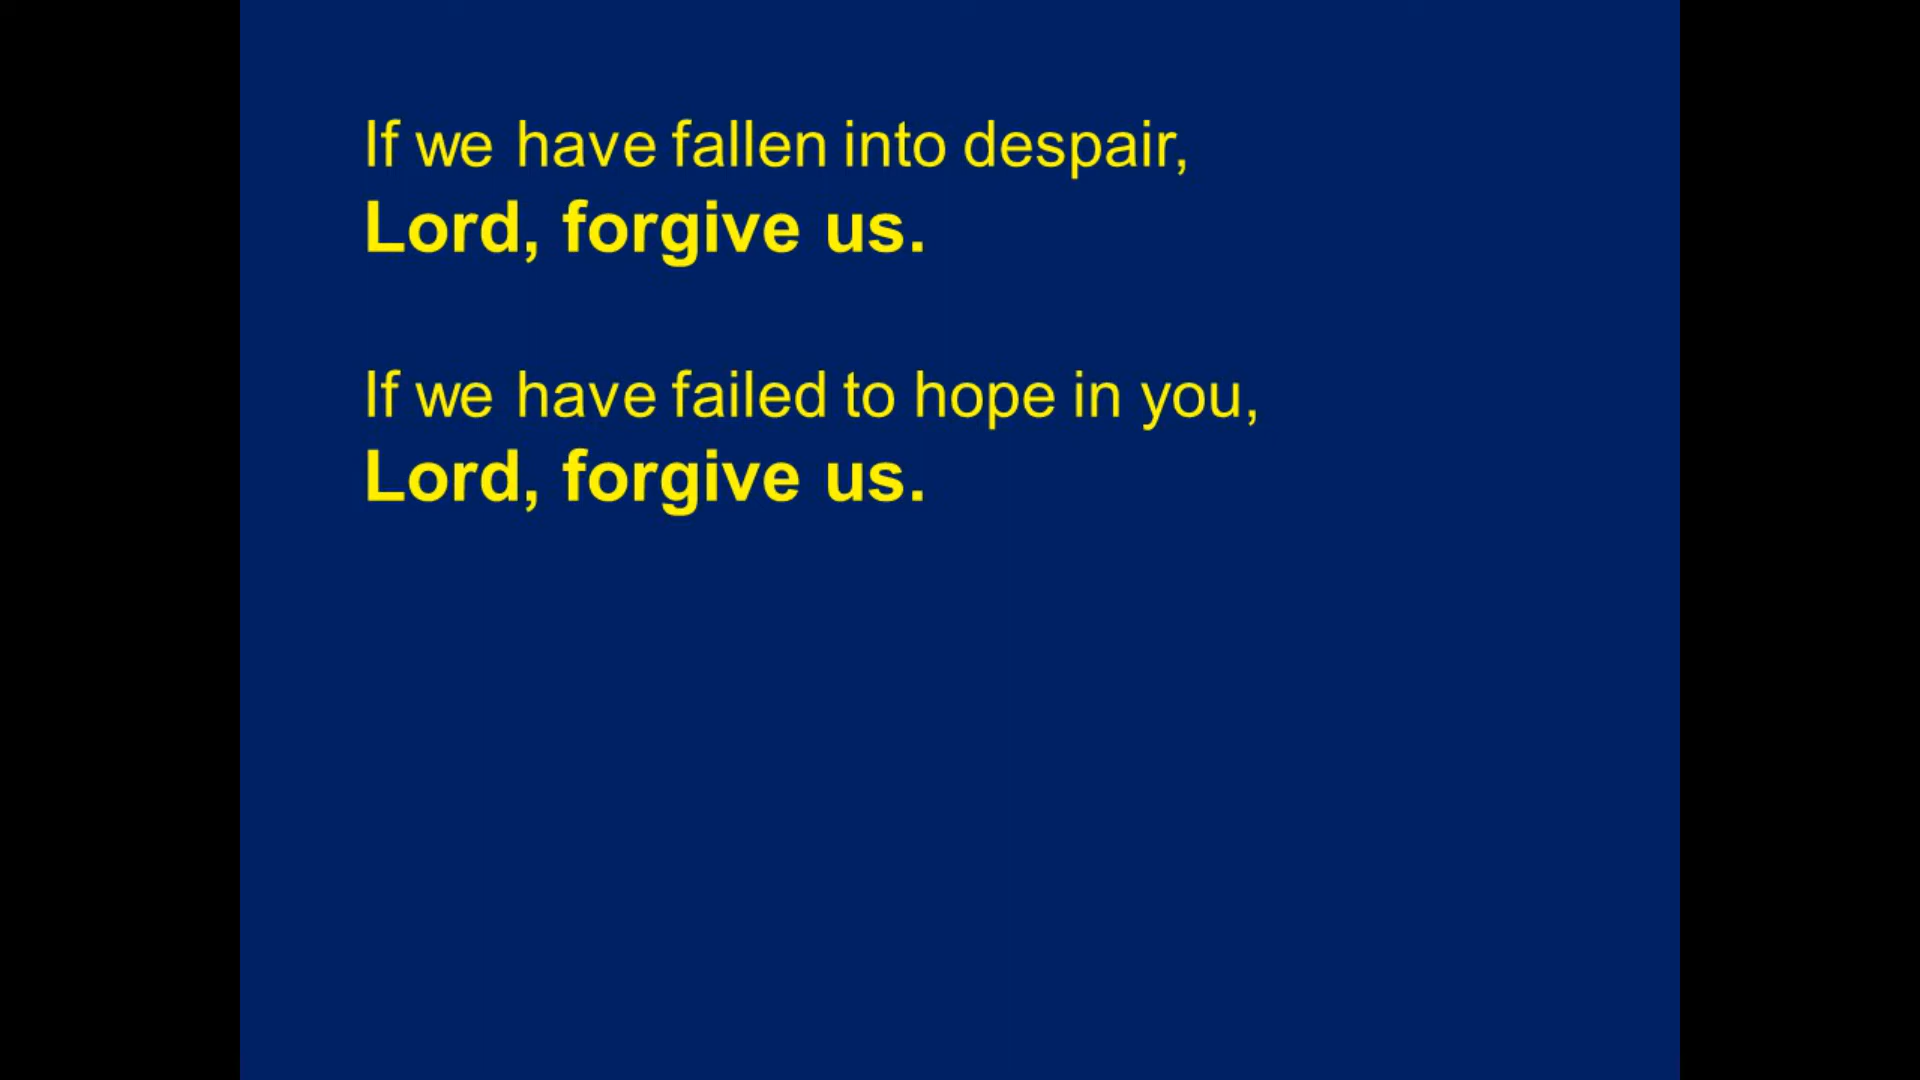 If we have fallen into despair,
Lord, forgive us.
If we have failed to hope in you,
Lord, forgive us.